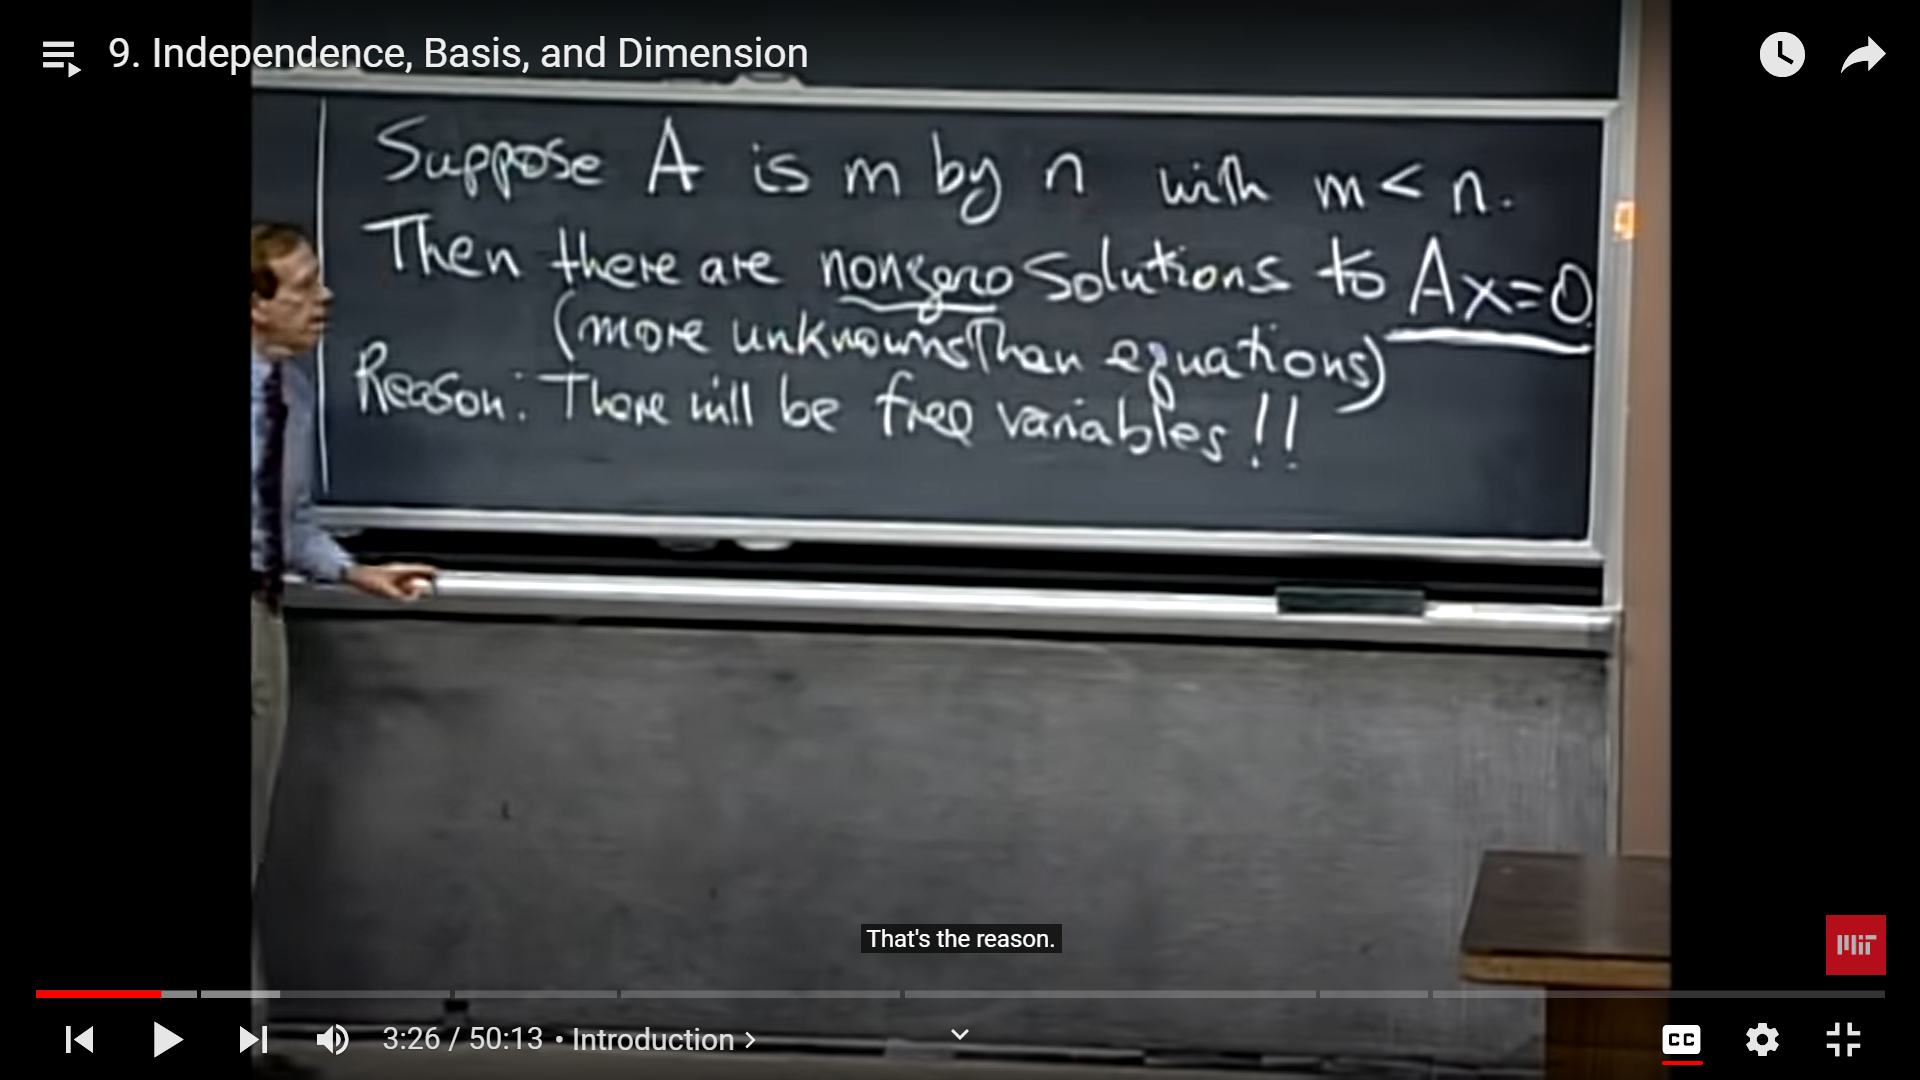 9. Independence, Basis, and Dimension
Suppose A is m by n with m < n.
Then there are nonzero solutions to Ax=0
(more unknowns than equations)
Reason: There will be free variables!!
That's the reason.
MIT
3:26 / 50:13 • Introduction >
CC